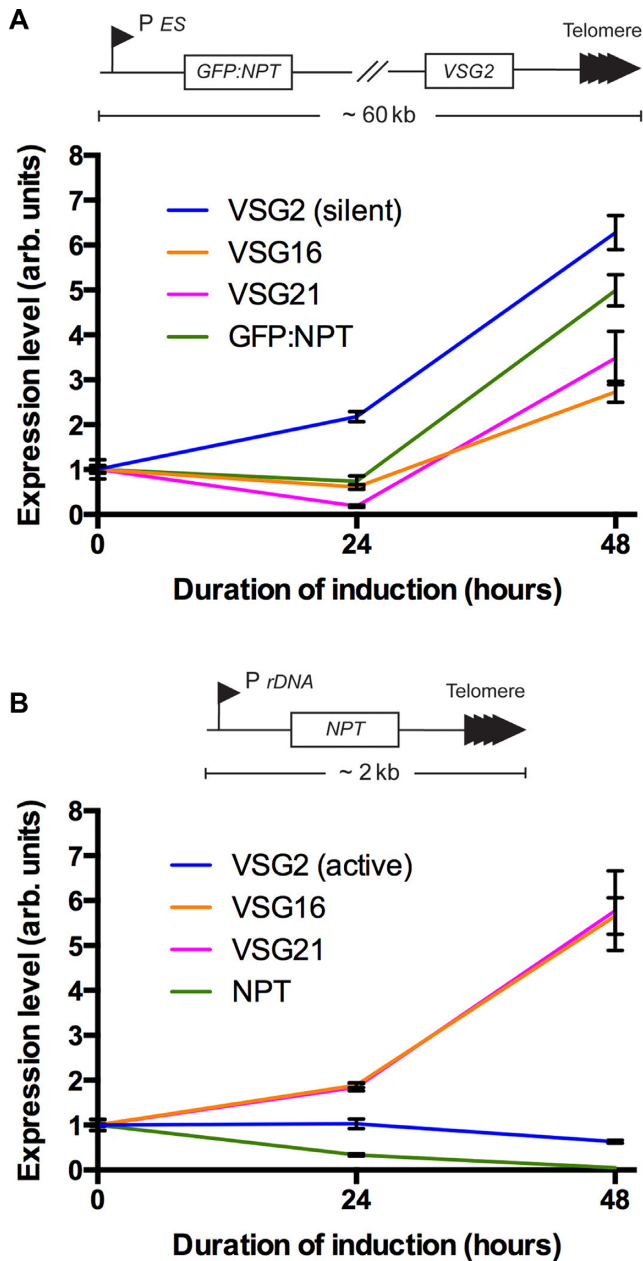 A
P ES
Telomere
GFP:NPT
VSG2
~ 60 kb
8
7
6
5
4
3
2
1
0
Expression level (arb. units)
VSG2 (silent)
VSG16
VSG21
GFP:NPT
0 24 48
Duration of induction (hours)
B
P rDNA
Telomere
NPT
~ 2 kb
8
7
6
5
4
3
2
1
0
Expression level (arb. units)
VSG2 (active)
VSG16
VSG21
NPT
0 24 48
Duration of induction (hours)